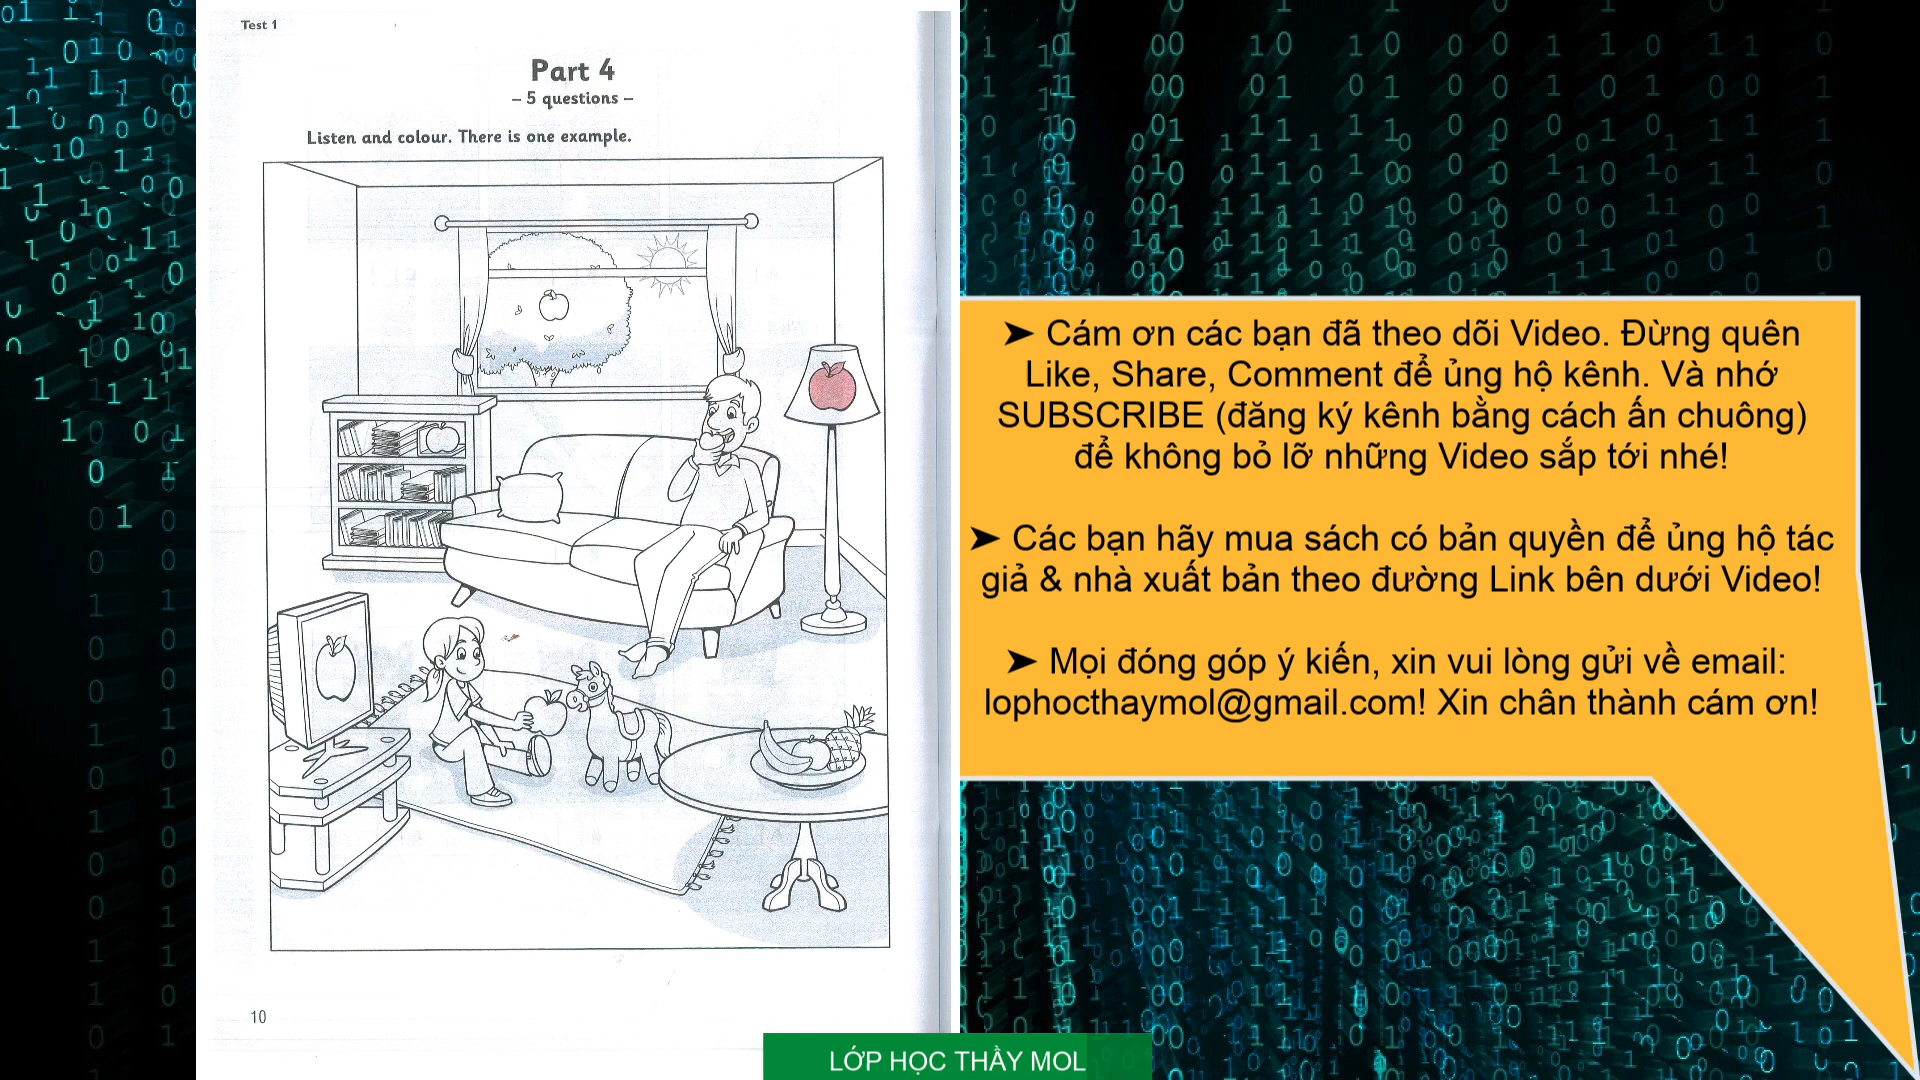 Test 1
Part 4
– 5 questions –
Listen and colour. There is one example.
10
➤ Cám ơn các bạn đã theo dõi Video. Đừng quên
Like, Share, Comment để ủng hộ kênh. Và nhớ
SUBSCRIBE (đăng ký kênh bằng cách ấn chuông)
để không bỏ lỡ những Video sắp tới nhé!
➤ Các bạn hãy mua sách có bản quyền để ủng hộ tác
giả & nhà xuất bản theo đường Link bên dưới Video!
➤ Mọi đóng góp ý kiến, xin vui lòng gửi về email:
lophocthaymol@gmail.com! Xin chân thành cám ơn!
LỚP HỌC THẦY MOL